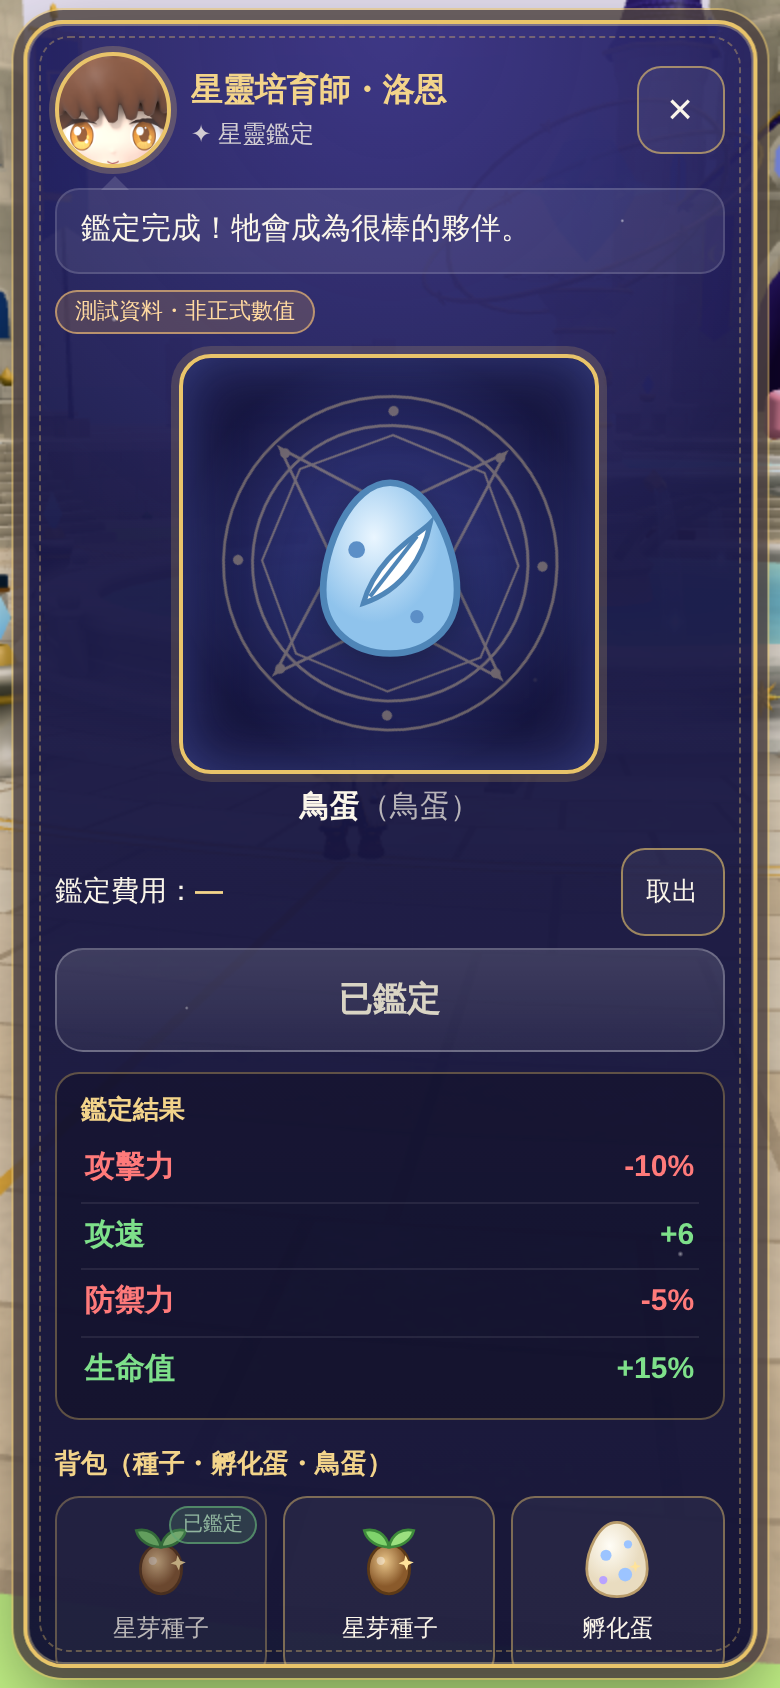 星靈培育師・洛恩
✦ 星靈鑑定
×
鑑定完成！牠會成為很棒的夥伴。
測試資料・非正式數值
鳥蛋（鳥蛋）
鑑定費用：—
取出
已鑑定
鑑定結果
攻擊力 -10%
攻速 +6
防禦力 -5%
生命值 +15%
背包（種子・孵化蛋・鳥蛋）
已鑑定
星芽種子
星芽種子
孵化蛋